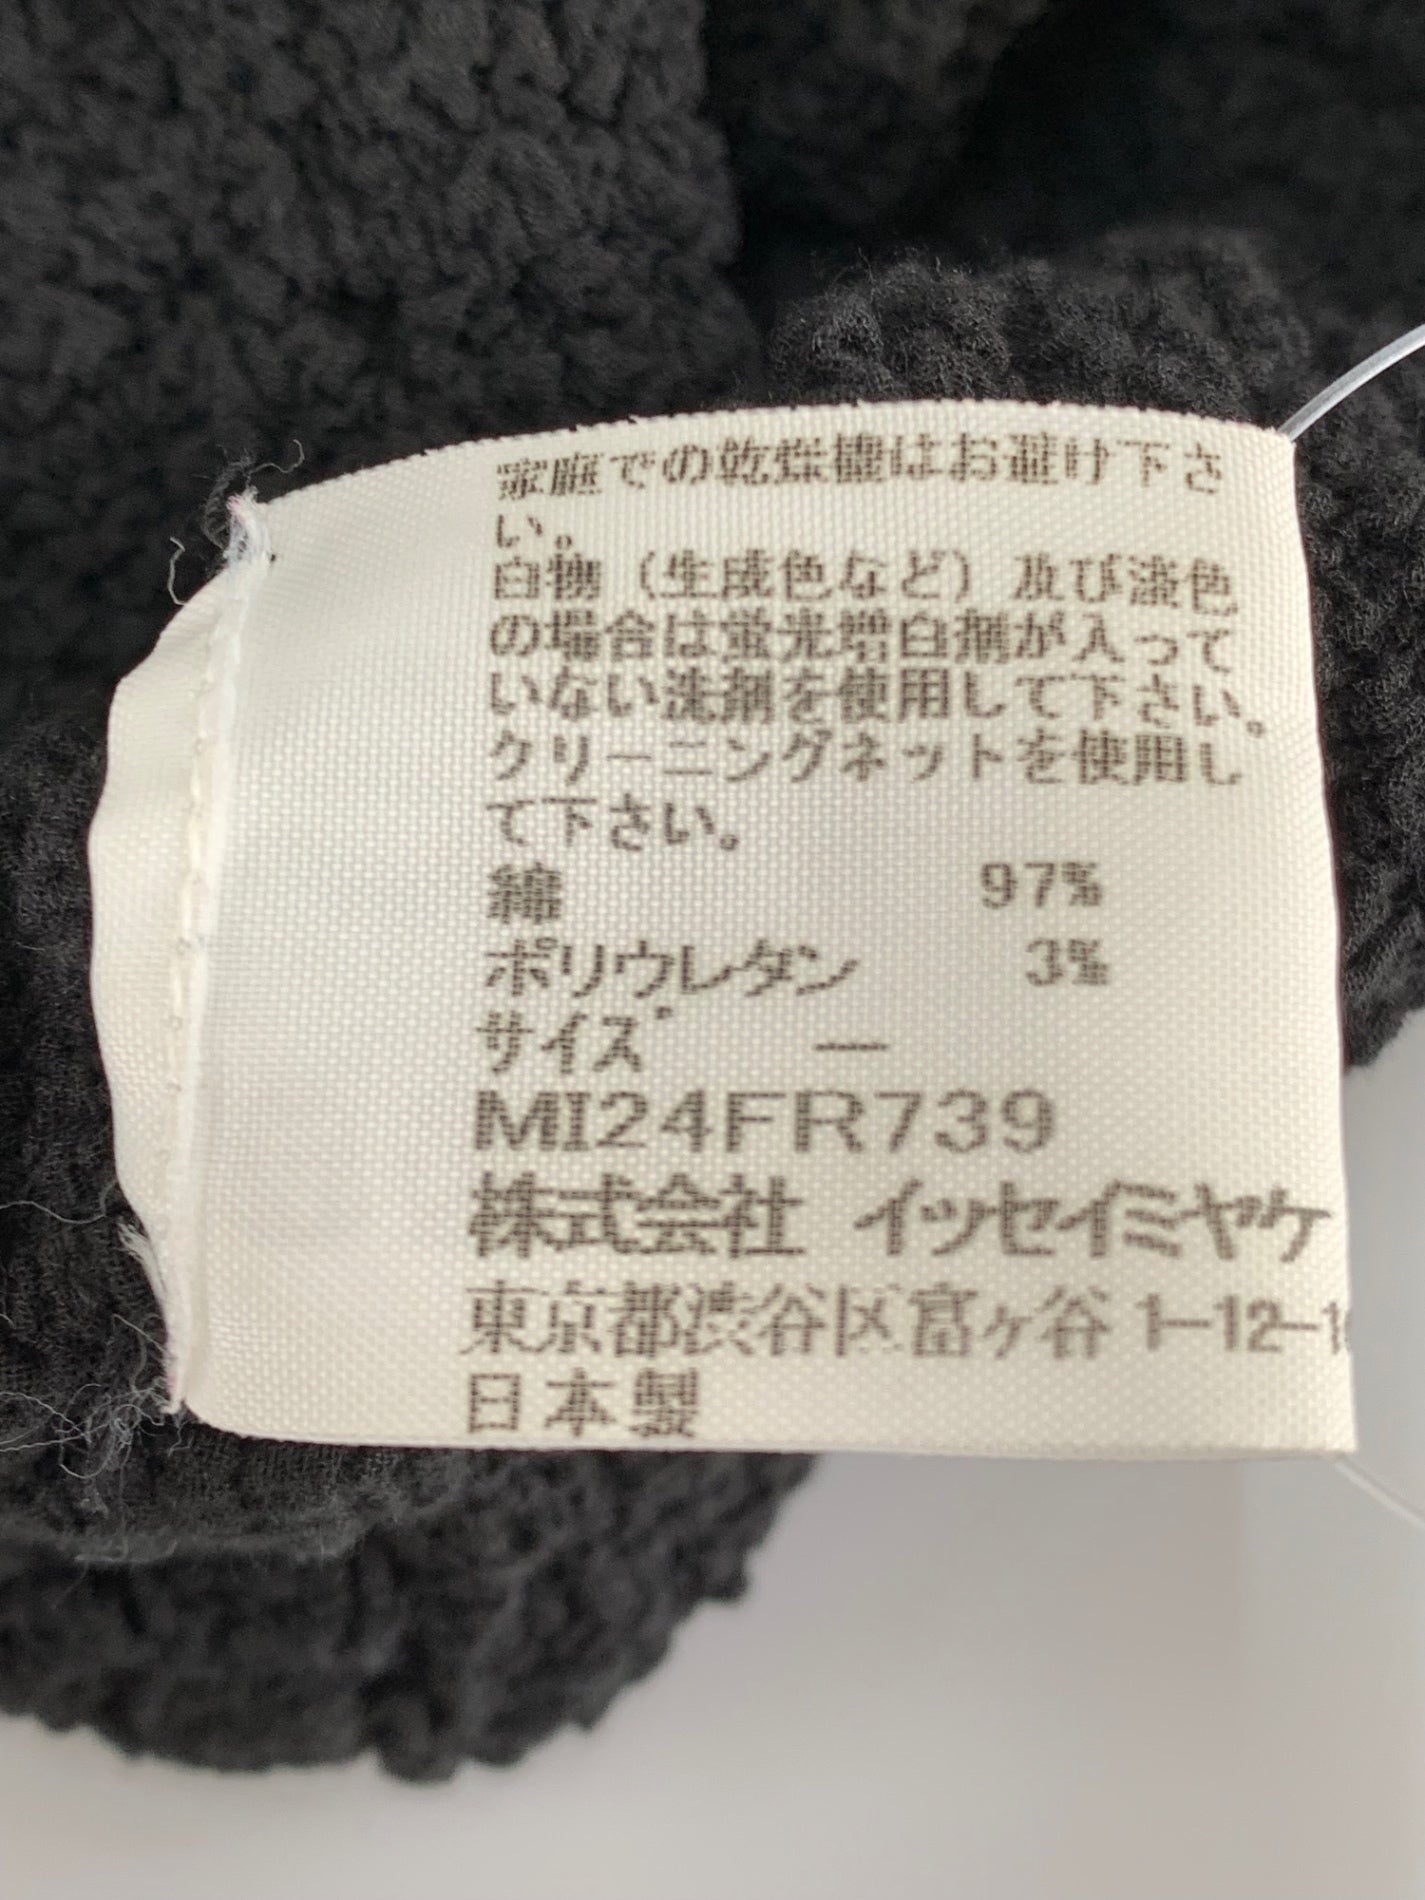 家庭での乾燥機はお避け下さ
い。
白物（生成色など）及び淡色
の場合は蛍光増白剤が入って
いない洗剤を使用して下さい。
クリーニングネットを使用し
て下さい。
綿 97%
ポリウレタン 3%
サイズ —
MI24FR739
株式会社 イッセイミヤケ
東京都渋谷区富ヶ谷 1-12-1
日本製